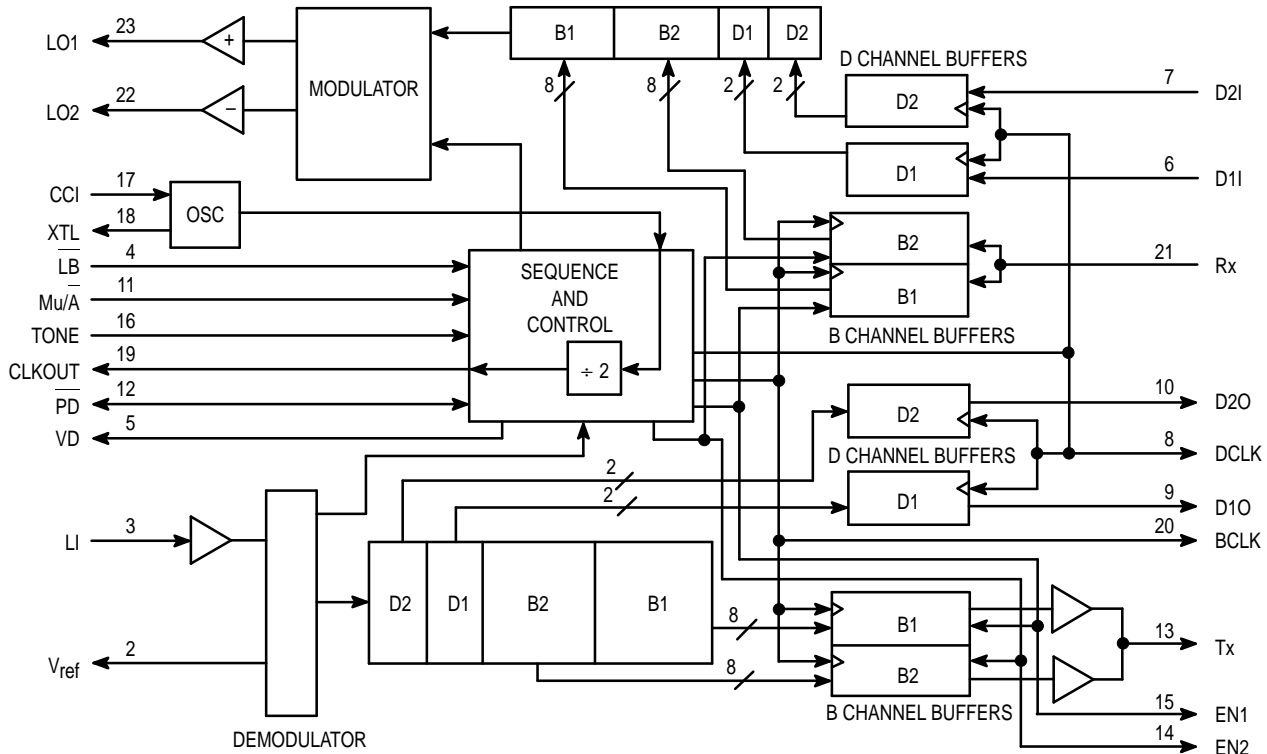 23
LO1
+
22
LO2
−
MODULATOR
B1
B2
D1
D2
8
8
2
2
D CHANNEL BUFFERS
D2
7
D2I
D1
6
D1I
CCI
17
XTL
18
OSC
L̅B̅
4
Mu/A̅
11
TONE
16
CLKOUT
19
P̅D̅
12
VD
5
SEQUENCE
AND
CONTROL
÷ 2
B2
B1
21
Rx
B CHANNEL BUFFERS
D2
10
D2O
D CHANNEL BUFFERS
8
DCLK
D1
9
D1O
20
BCLK
2
2
LI
3
D2
D1
B2
B1
8
8
Vref
2
DEMODULATOR
B1
B2
13
Tx
B CHANNEL BUFFERS
15
EN1
14
EN2